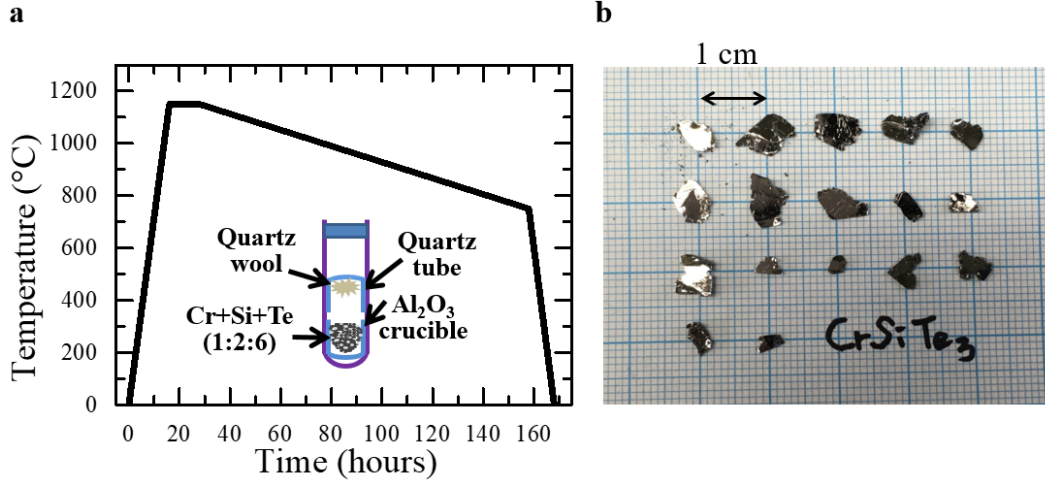 a
1200
1000
800
600
400
200
0
Temperature (°C)
Quartz
wool
Quartz
tube
Cr+Si+Te
(1:2:6)
Al₂O₃
crucible
0 20 40 60 80 100 120 140 160
Time (hours)
b
1 cm
CrSiTe₃